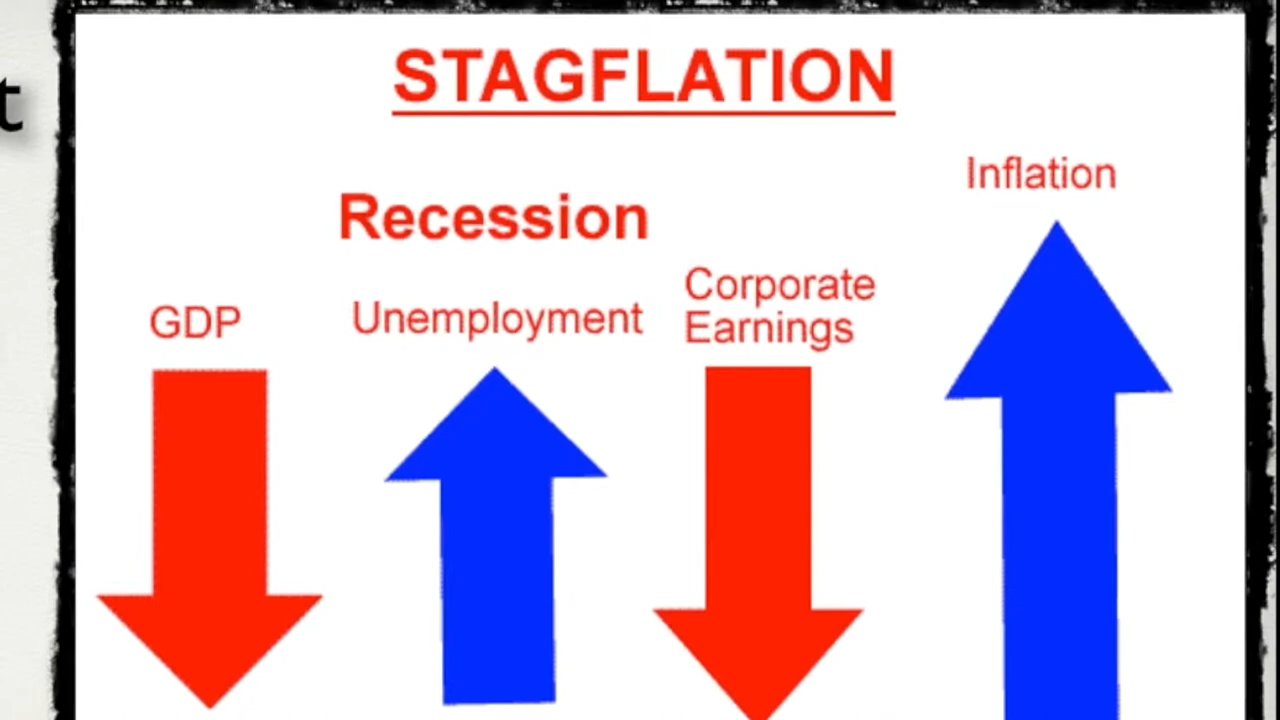 t
STAGFLATION
Inflation
Recession
Corporate
Earnings
GDP
Unemployment